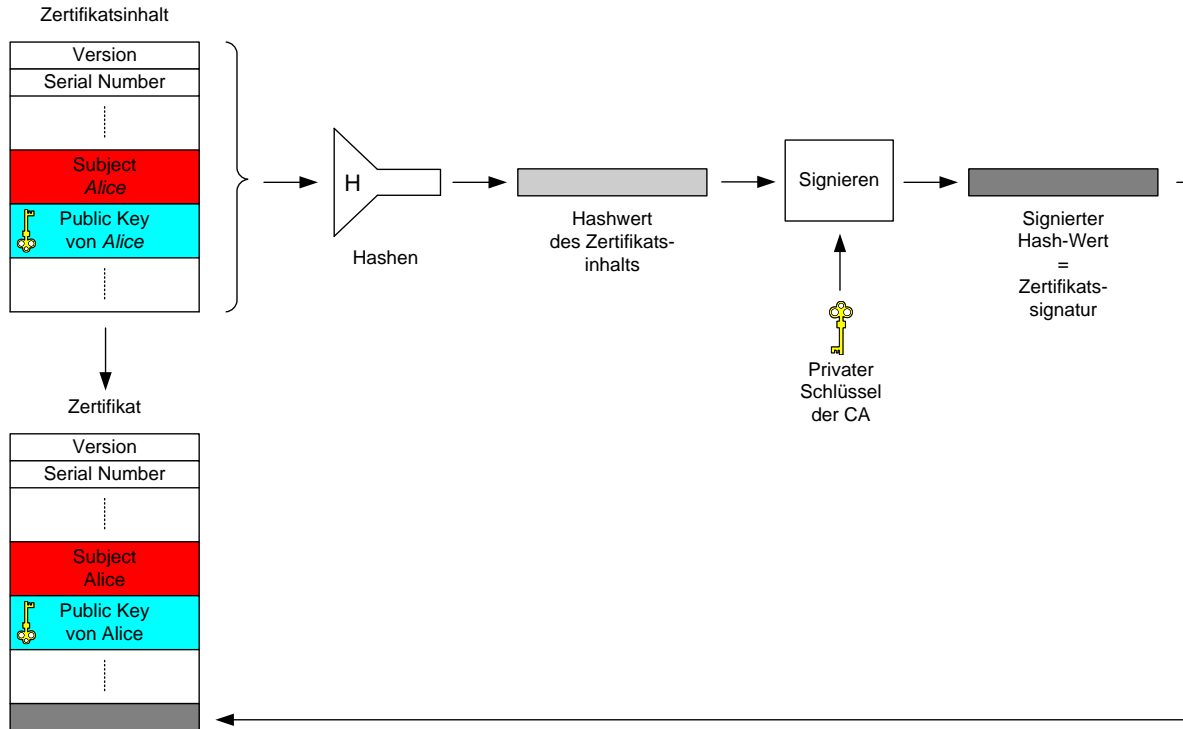 Zertifikatsinhalt
Version
Serial Number
Subject
Alice
Public Key
von Alice
H
Hashen
Hashwert
des Zertifikats-
inhalts
Signieren
Privater
Schlüssel
der CA
Signierter
Hash-Wert
=
Zertifikats-
signatur
Zertifikat
Version
Serial Number
Subject
Alice
Public Key
von Alice